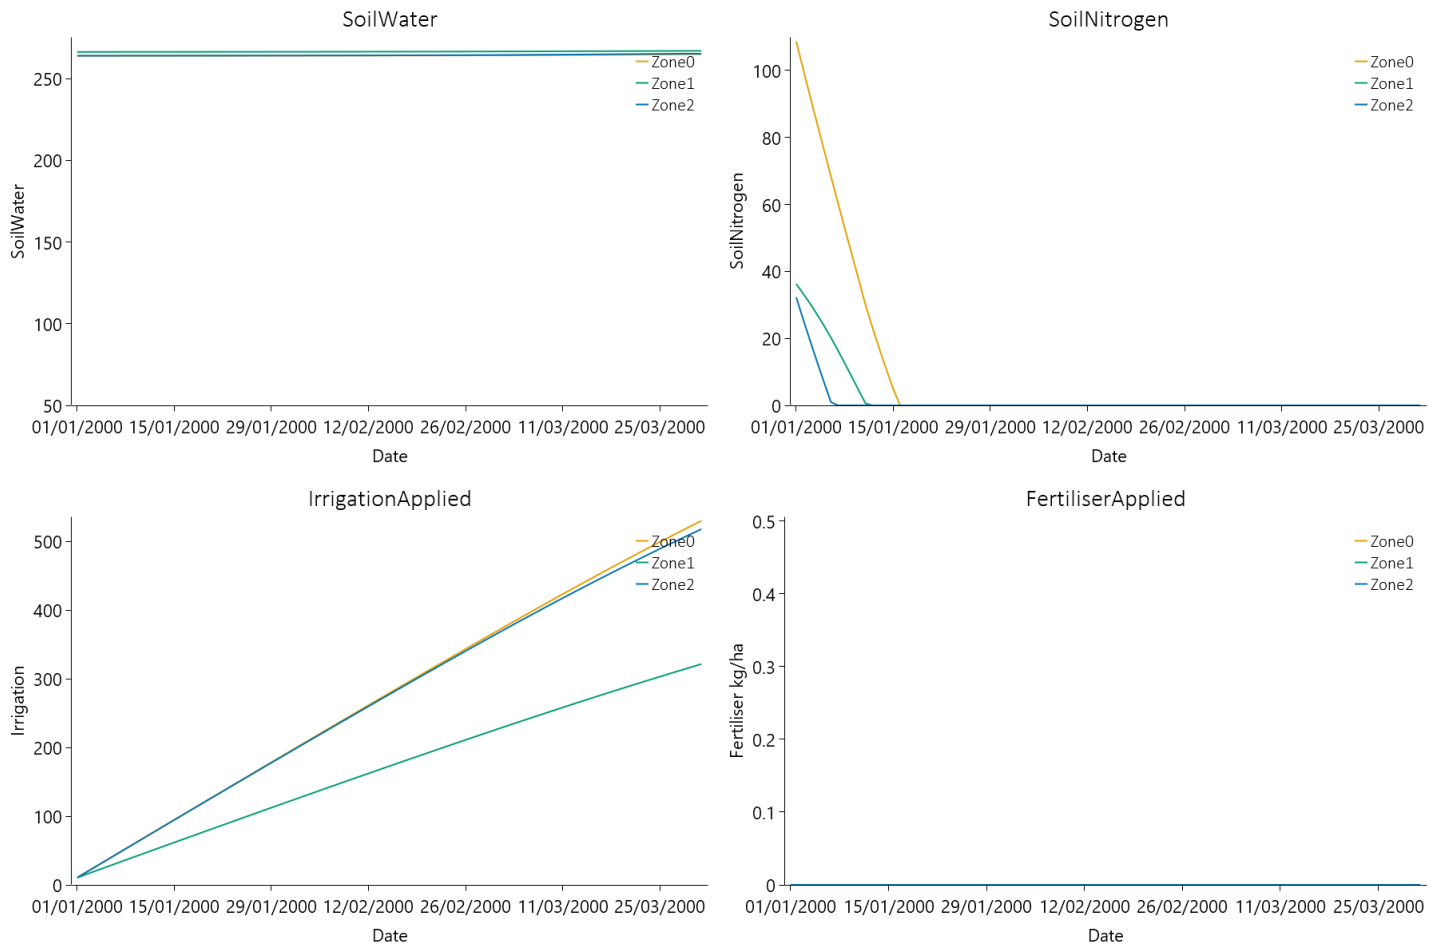 SoilWater
250
200
150
100
50
SoilWater
Zone0
Zone1
Zone2
01/01/2000 15/01/2000 29/01/2000 12/02/2000 26/02/2000 11/03/2000 25/03/2000
Date
SoilNitrogen
100
80
60
40
20
0
SoilNitrogen
Zone0
Zone1
Zone2
01/01/2000 15/01/2000 29/01/2000 12/02/2000 26/02/2000 11/03/2000 25/03/2000
Date
IrrigationApplied
500
400
300
200
100
0
Irrigation
Zone0
Zone1
Zone2
01/01/2000 15/01/2000 29/01/2000 12/02/2000 26/02/2000 11/03/2000 25/03/2000
Date
FertiliserApplied
0.5
0.4
0.3
0.2
0.1
0
Fertiliser kg/ha
Zone0
Zone1
Zone2
01/01/2000 15/01/2000 29/01/2000 12/02/2000 26/02/2000 11/03/2000 25/03/2000
Date